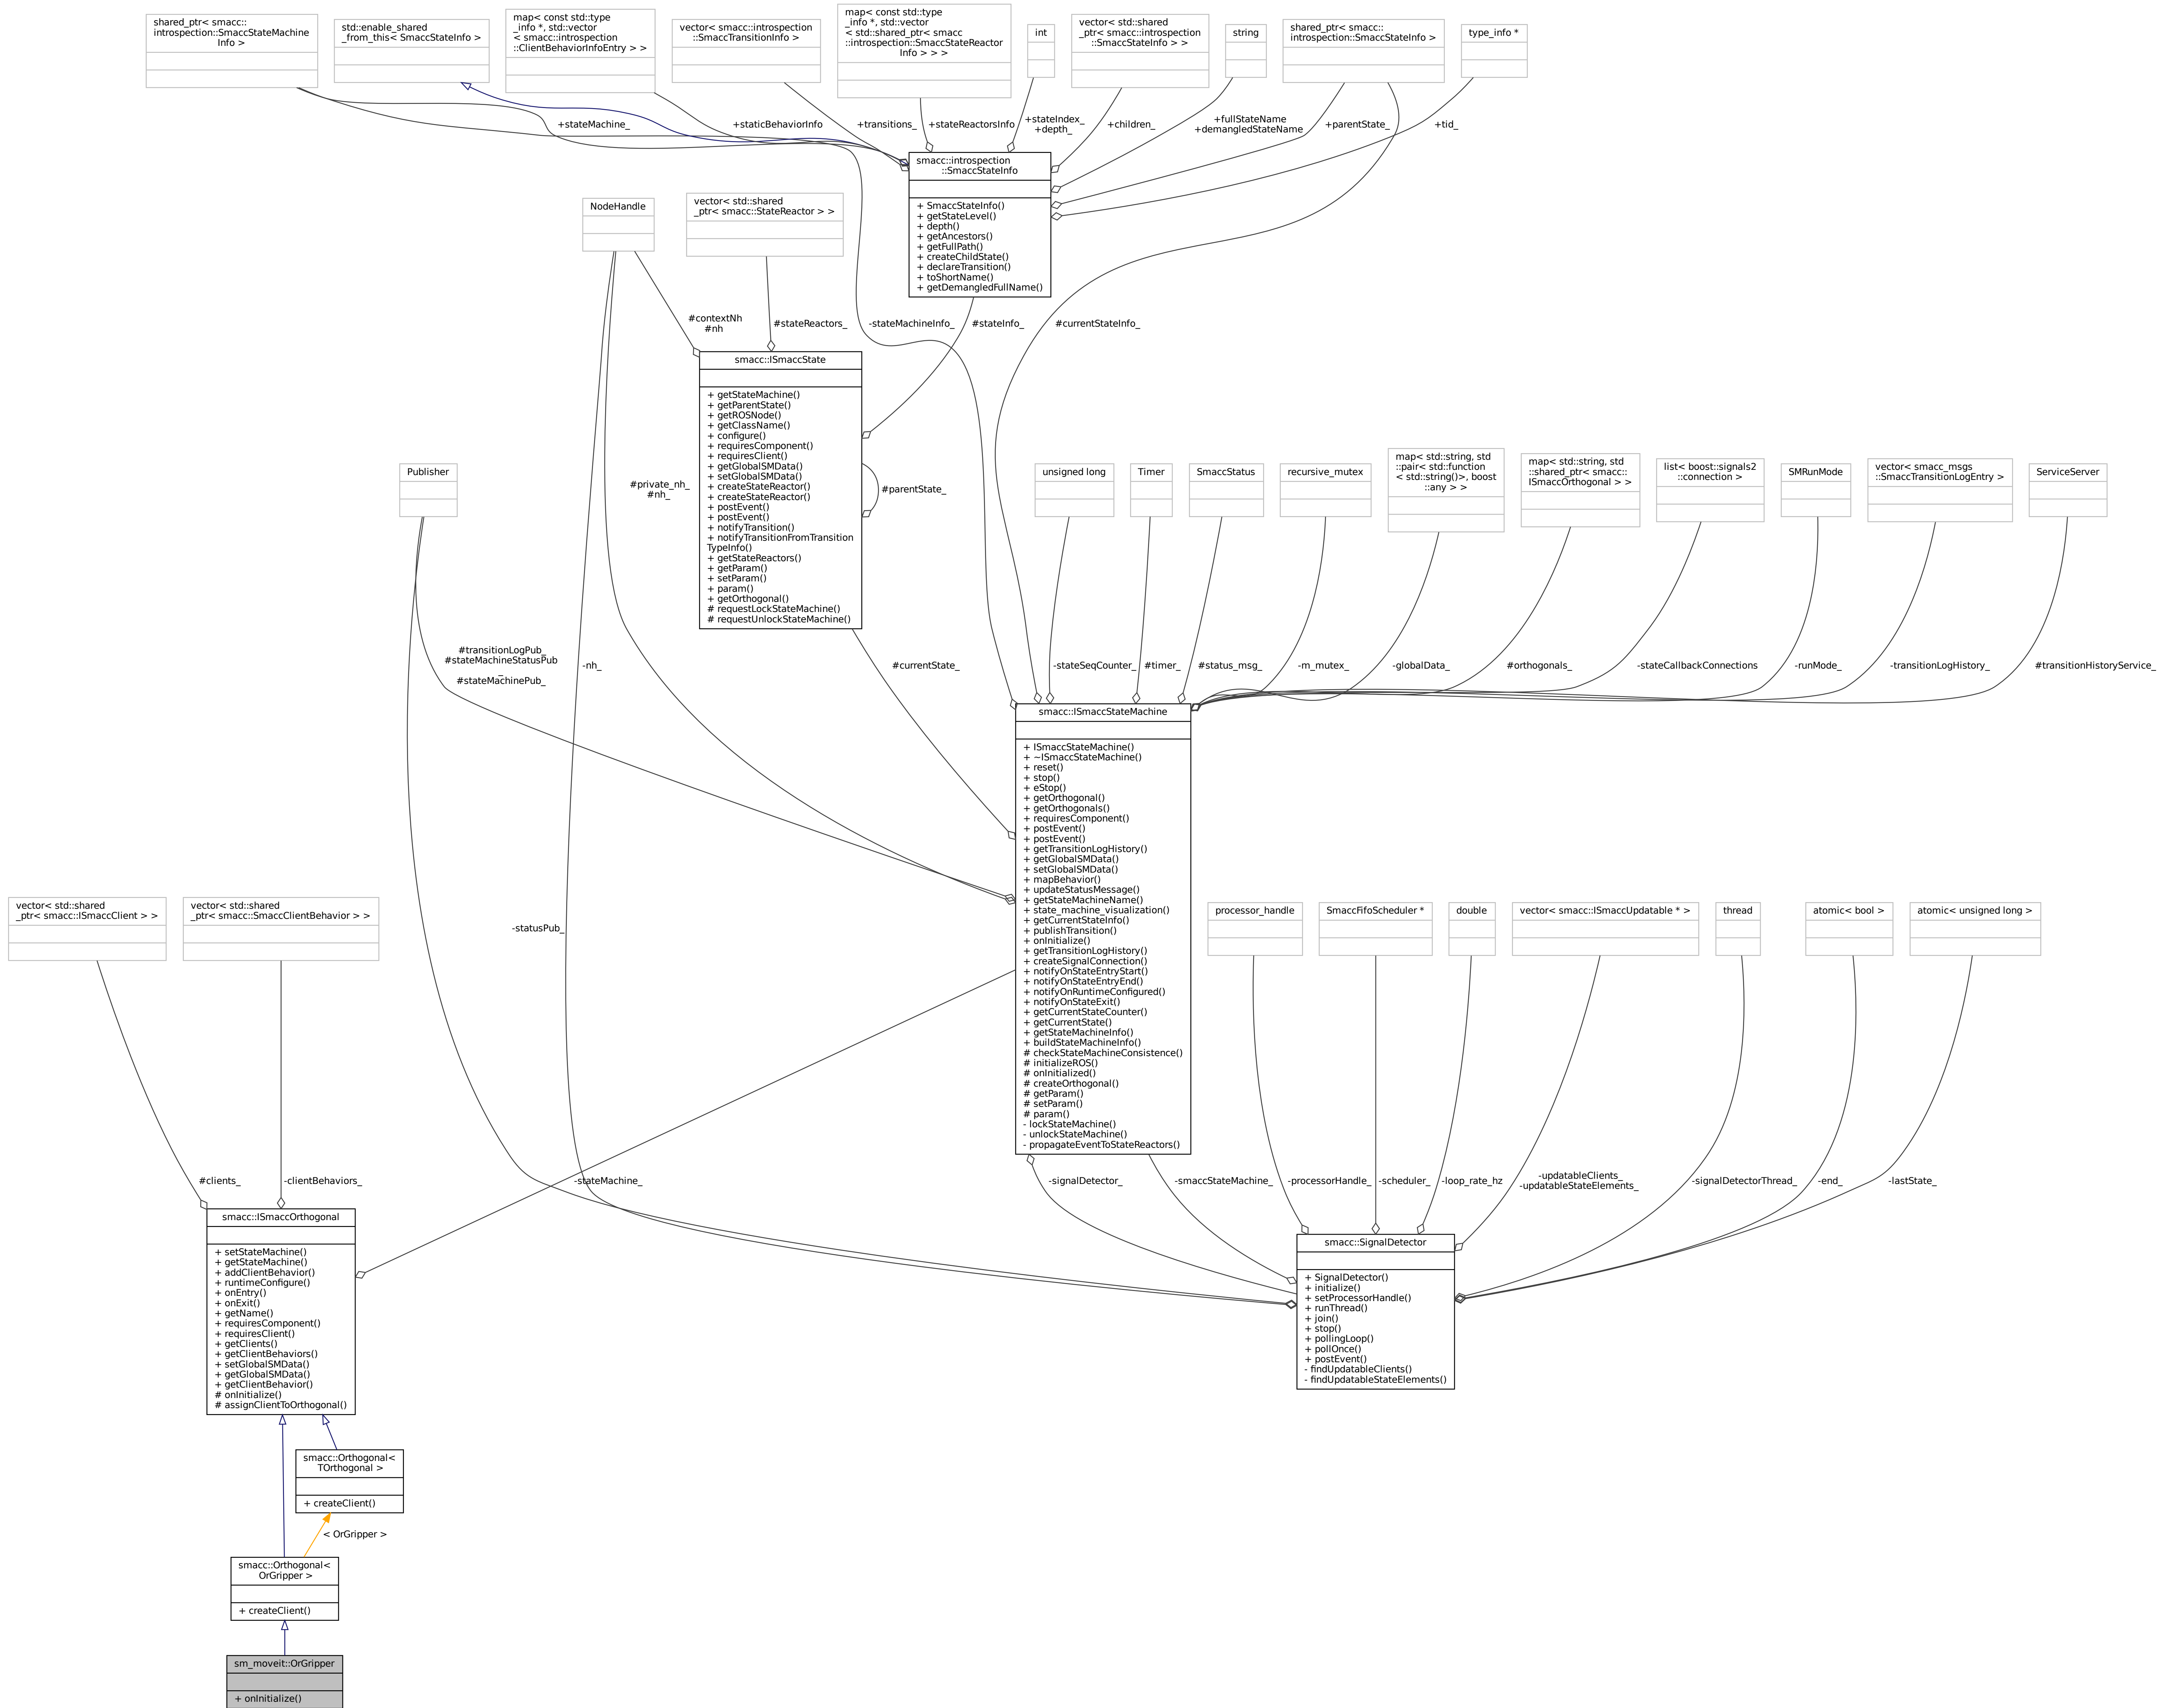 shared_ptr< smacc::
introspection::SmaccStateMachine
Info >
std::enable_shared
_from_this< SmaccStateInfo >
map< const std::type
_info *, std::vector
< smacc::introspection
::ClientBehaviorInfoEntry > >
vector< smacc::introspection
::SmaccTransitionInfo >
map< const std::type
_info *, std::vector
< std::shared_ptr< smacc
::introspection::SmaccStateReactor
Info > > >
int
vector< std::shared
_ptr< smacc::introspection
::SmaccStateInfo > >
string
shared_ptr< smacc::
introspection::SmaccStateInfo >
type_info *
+stateMachine_
+staticBehaviorInfo
+transitions_
+stateReactorsInfo
+stateIndex_
+depth_
+children_
+fullStateName
+demangledStateName
+parentState_
+tid_
smacc::introspection
::SmaccStateInfo
+ SmaccStateInfo()
+ getStateLevel()
+ depth()
+ getAncestors()
+ getFullPath()
+ createChildState()
+ declareTransition()
+ toShortName()
+ getDemangledFullName()
NodeHandle
vector< std::shared
_ptr< smacc::StateReactor > >
#contextNh
#nh
#stateReactors_
-stateMachineInfo_
#stateInfo_
#currentStateInfo_
smacc::ISmaccState
+ getStateMachine()
+ getParentState()
+ getROSNode()
+ getClassName()
+ configure()
+ requiresComponent()
+ requiresClient()
+ getGlobalSMData()
+ setGlobalSMData()
+ createStateReactor()
+ createStateReactor()
+ postEvent()
+ postEvent()
+ notifyTransition()
+ notifyTransitionFromTransition
TypeInfo()
+ getStateReactors()
+ getParam()
+ setParam()
+ param()
+ getOrthogonal()
# requestLockStateMachine()
# requestUnlockStateMachine()
#parentState_
Publisher
#private_nh_
#nh_
unsigned long
Timer
SmaccStatus
recursive_mutex
map< std::string, std
::pair< std::function
< std::string()>, boost
::any > >
map< std::string, std
::shared_ptr< smacc::
ISmaccOrthogonal > >
list< boost::signals2
::connection >
SMRunMode
vector< smacc_msgs
::SmaccTransitionLogEntry >
ServiceServer
#transitionLogPub_
#stateMachineStatusPub
_
#stateMachinePub_
-nh_
#currentState_
-stateSeqCounter_
#timer_
#status_msg_
-m_mutex_
-globalData_
#orthogonals_
-stateCallbackConnections
-runMode_
-transitionLogHistory_
#transitionHistoryService_
smacc::ISmaccStateMachine
+ ISmaccStateMachine()
+ ~ISmaccStateMachine()
+ reset()
+ stop()
+ eStop()
+ getOrthogonal()
+ getOrthogonals()
+ requiresComponent()
+ postEvent()
+ postEvent()
+ getTransitionLogHistory()
+ getGlobalSMData()
+ setGlobalSMData()
+ mapBehavior()
+ updateStatusMessage()
+ getStateMachineName()
+ state_machine_visualization()
+ getCurrentStateInfo()
+ publishTransition()
+ onInitialize()
+ getTransitionLogHistory()
+ createSignalConnection()
+ notifyOnStateEntryStart()
+ notifyOnStateEntryEnd()
+ notifyOnRuntimeConfigured()
+ notifyOnStateExit()
+ getCurrentStateCounter()
+ getCurrentState()
+ getStateMachineInfo()
+ buildStateMachineInfo()
# checkStateMachineConsistence()
# initializeROS()
# onInitialized()
# createOrthogonal()
# getParam()
# setParam()
# param()
- lockStateMachine()
- unlockStateMachine()
- propagateEventToStateReactors()
vector< std::shared
_ptr< smacc::ISmaccClient > >
vector< std::shared
_ptr< smacc::SmaccClientBehavior > >
-statusPub_
processor_handle
SmaccFifoScheduler *
double
vector< smacc::ISmaccUpdatable * >
thread
atomic< bool >
atomic< unsigned long >
#clients_
-clientBehaviors_
-stateMachine_
-signalDetector_
-smaccStateMachine_
-processorHandle_
-scheduler_
-loop_rate_hz
-updatableClients_
-updatableStateElements_
-signalDetectorThread_
-end_
-lastState_
smacc::ISmaccOrthogonal
+ setStateMachine()
+ getStateMachine()
+ addClientBehavior()
+ runtimeConfigure()
+ onEntry()
+ onExit()
+ getName()
+ requiresComponent()
+ requiresClient()
+ getClients()
+ getClientBehaviors()
+ setGlobalSMData()
+ getGlobalSMData()
+ getClientBehavior()
# onInitialize()
# assignClientToOrthogonal()
smacc::SignalDetector
+ SignalDetector()
+ initialize()
+ setProcessorHandle()
+ runThread()
+ join()
+ stop()
+ pollingLoop()
+ pollOnce()
+ postEvent()
- findUpdatableClients()
- findUpdatableStateElements()
smacc::Orthogonal<
TOrthogonal >
+ createClient()
< OrGripper >
smacc::Orthogonal<
OrGripper >
+ createClient()
sm_moveit::OrGripper
+ onInitialize()